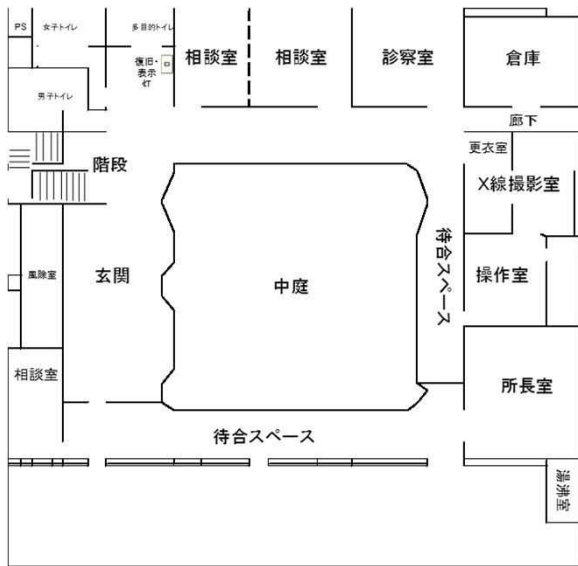 PS
女子トイレ
多目的トイレ
復旧・
表示
灯
相談室
相談室
診察室
倉庫
男子トイレ
廊下
階段
更衣室
X線撮影室
風除室
玄関
中庭
待合スペース
操作室
相談室
所長室
待合スペース
湯沸室